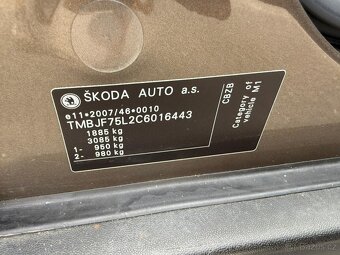 ŠKODA AUTO a.s.
e11*2007/46*0010
TMBJF75L2C6016443
1885 kg
3085 kg
1- 950 kg
2- 980 kg
CBZB
Category of
vehicle M1